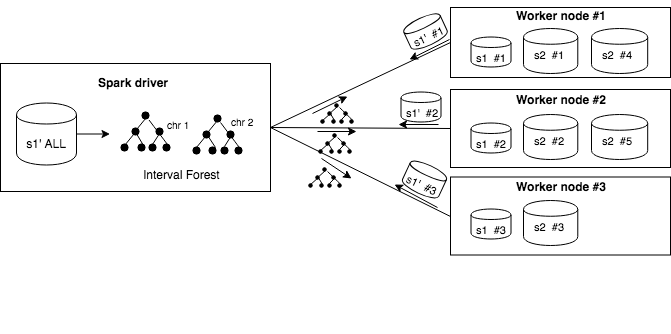 Spark driver
s1' ALL
chr 1
chr 2
Interval Forest
s1' #1
s1' #2
s1' #3
Worker node #1
s1 #1
s2 #1
s2 #4
Worker node #2
s1 #2
s2 #2
s2 #5
Worker node #3
s1 #3
s2 #3